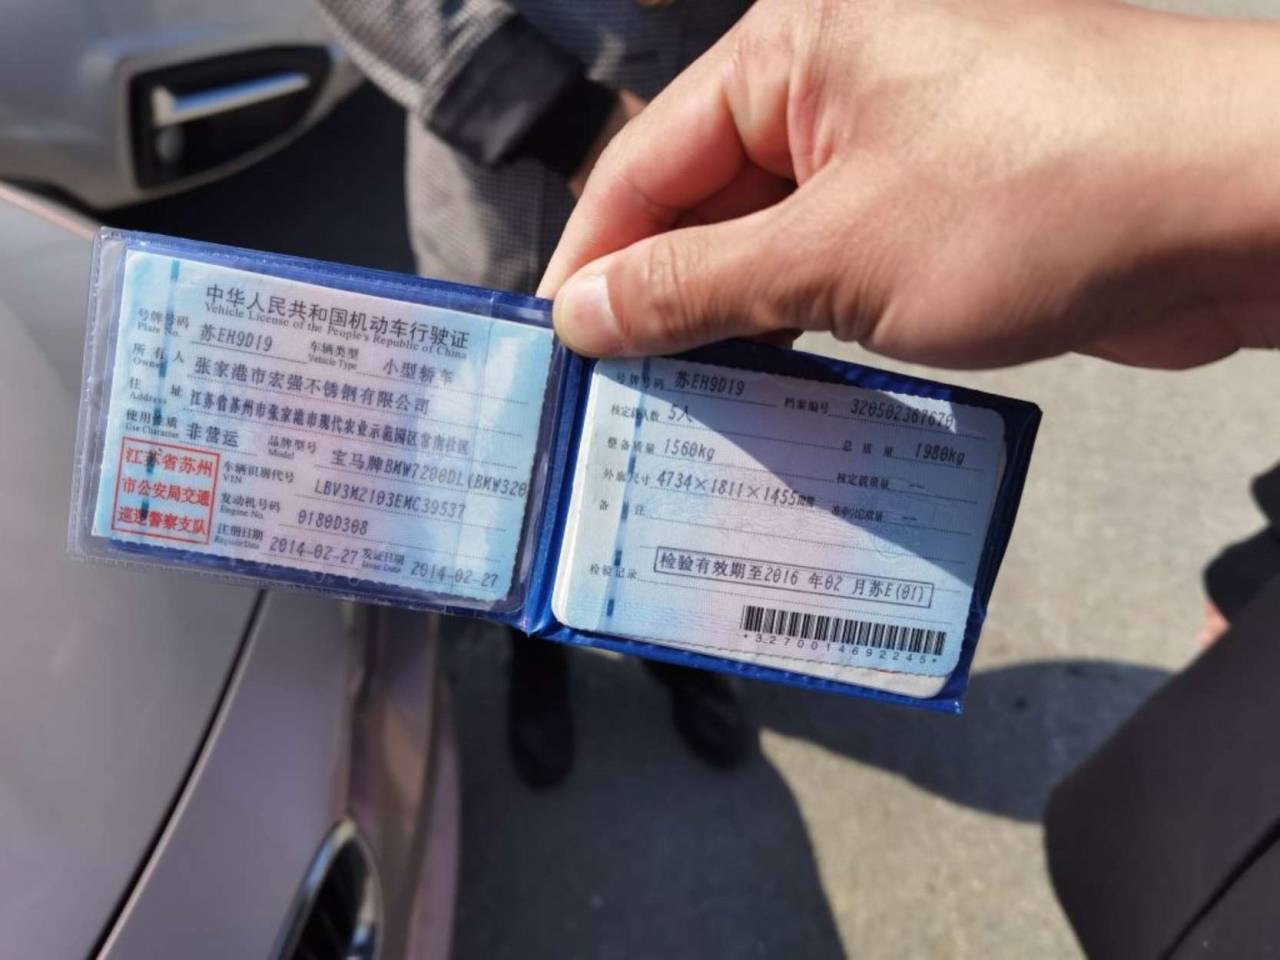 中华人民共和国机动车行驶证
Vehicle License of the People's Republic of China
号牌号码 苏EH9D19 车辆类型 小型轿车
Plate No. Vehicle Type
所有人 张家港市宏强不锈钢有限公司
Owner
住址 江苏省苏州市张家港市现代农业示范园区常南社区
Address
使用性质 非营运 品牌型号 宝马牌BMW7200DL(BMW320
Use Character Model
江苏省苏州
市公安局交通
巡逻警察支队
车辆识别代号 LBV3M2103EMC39537
VIN
发动机号码 0180D308
Engine No.
注册日期 2014-02-27 发证日期 2014-02-27
Register Date Issue Date
号牌号码 苏EH9D19 档案编号 320502367670
核定载人数 5人 总质量 1980kg
整备质量 1560kg 核定载质量 --
外廓尺寸 4734×1811×1455mm 准牵引总质量 --
备注
检验记录 检验有效期至2016 年02 月苏E(01)
*3270014692245*